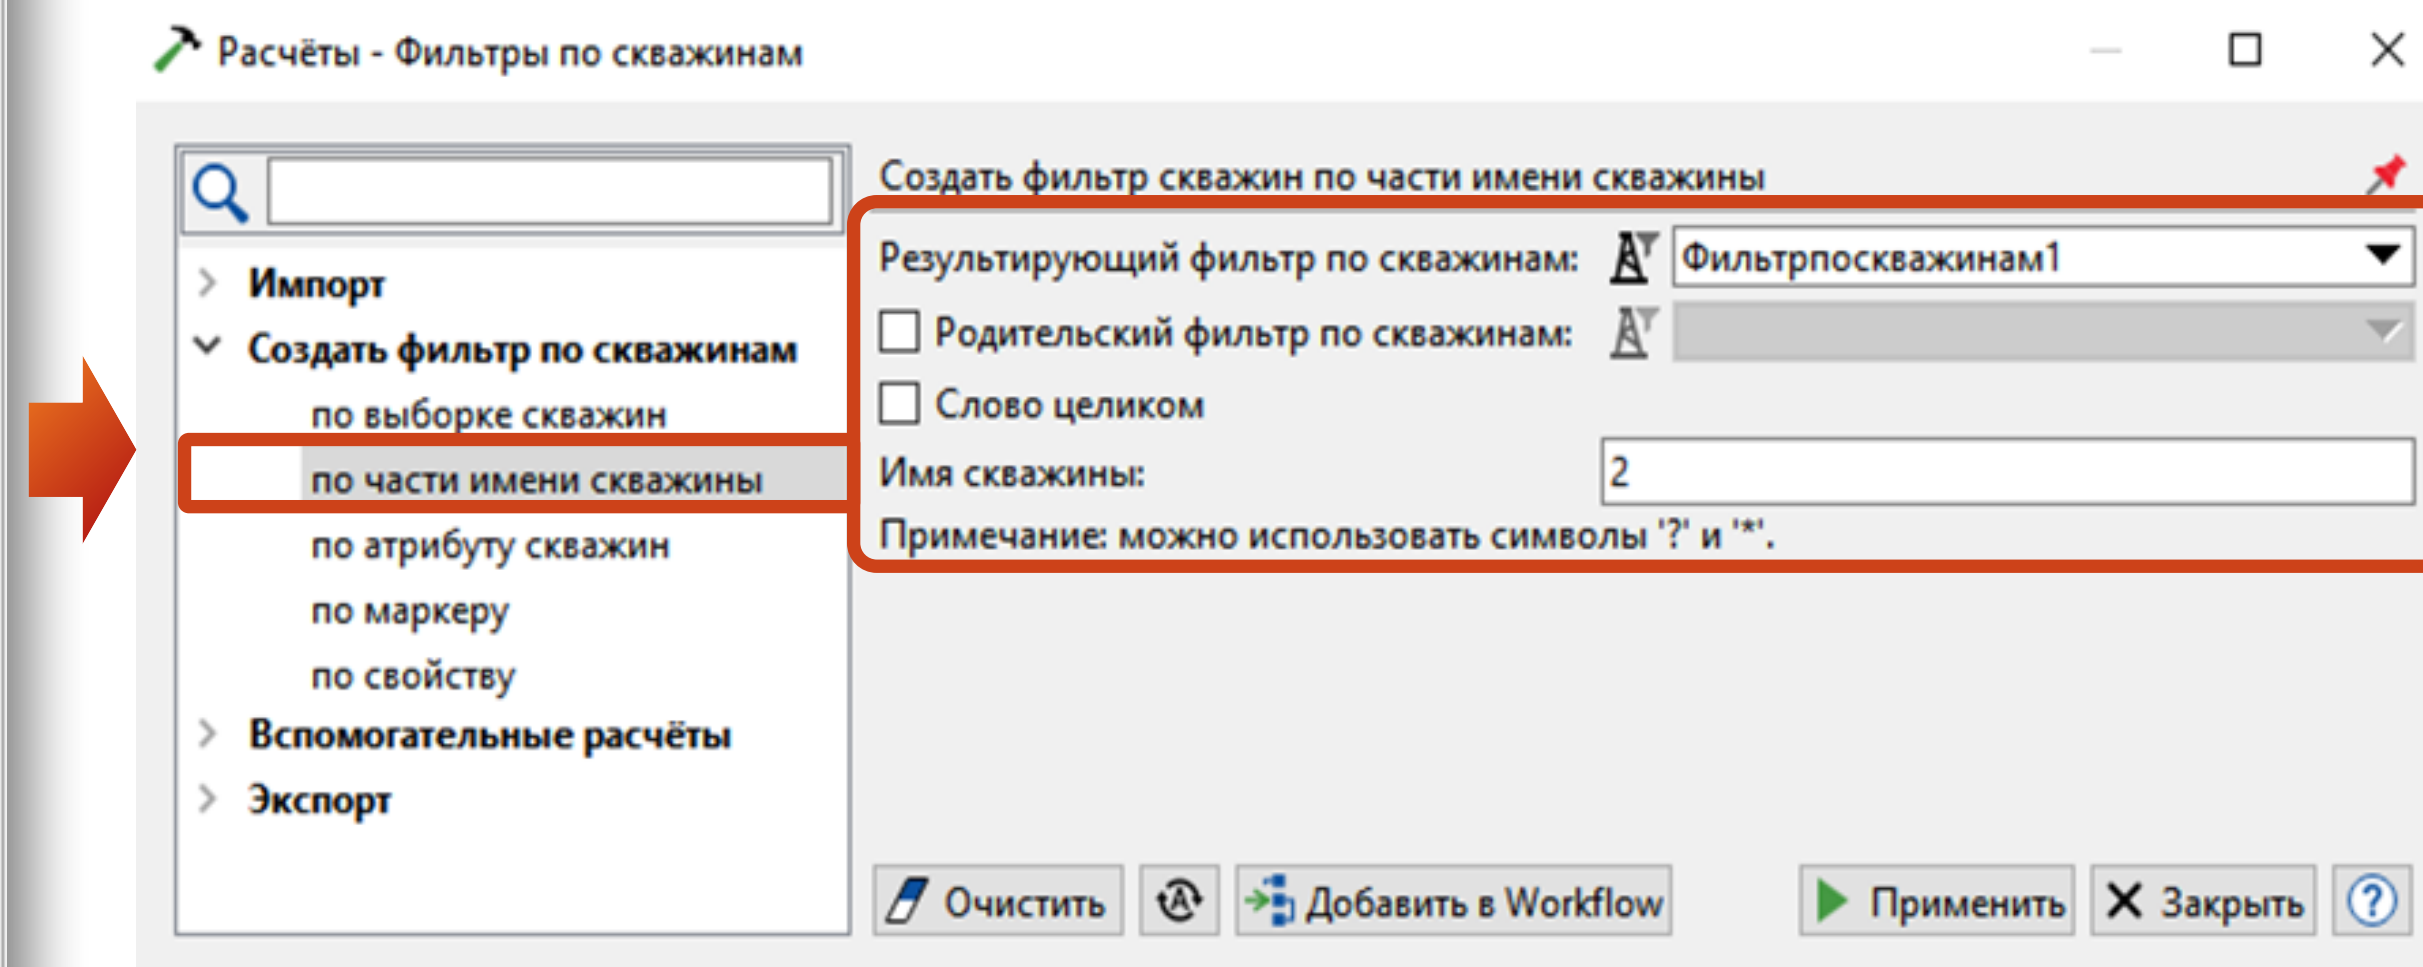 Расчёты - Фильтры по скважинам
Импорт
Создать фильтр по скважинам
по выборке скважин
по части имени скважины
по атрибуту скважин
по маркеру
по свойству
Вспомогательные расчёты
Экспорт
Создать фильтр скважин по части имени скважины
Результирующий фильтр по скважинам: Фильтрпоскважинам1
Родительский фильтр по скважинам:
Слово целиком
Имя скважины: 2
Примечание: можно использовать символы '?' и '*'.
Очистить A Добавить в Workflow Применить Закрыть ?